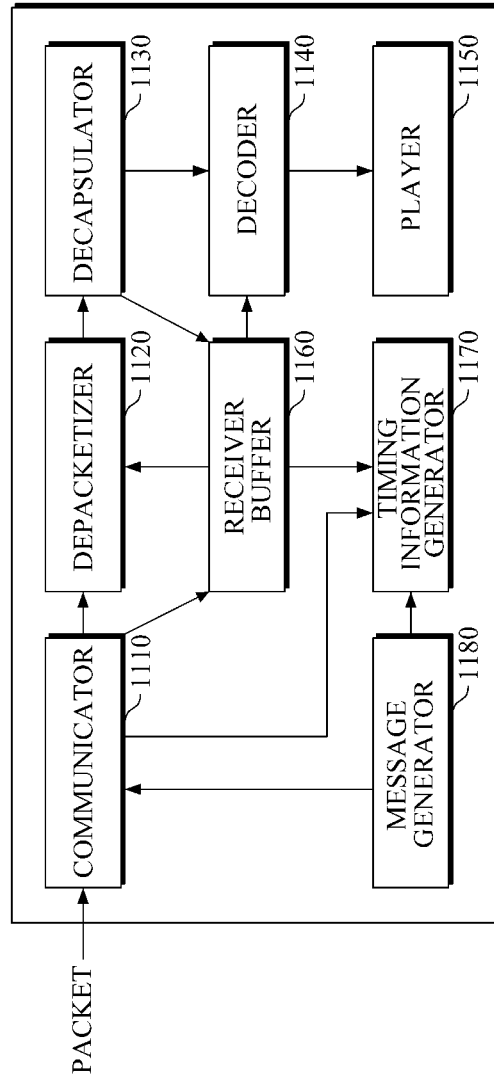 PACKET
COMMUNICATOR
1110
DEPACKETIZER
1120
DECAPSULATOR
1130
RECEIVER
BUFFER
1160
DECODER
1140
MESSAGE
GENERATOR
1180
TIMING
INFORMATION
GENERATOR
1170
PLAYER
1150